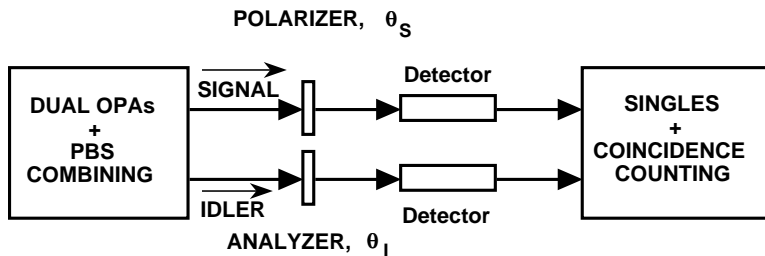 POLARIZER, θS
DUAL OPAs
+
PBS
COMBINING
SIGNAL
Detector
SINGLES
+
COINCIDENCE
COUNTING
IDLER
Detector
ANALYZER, θI